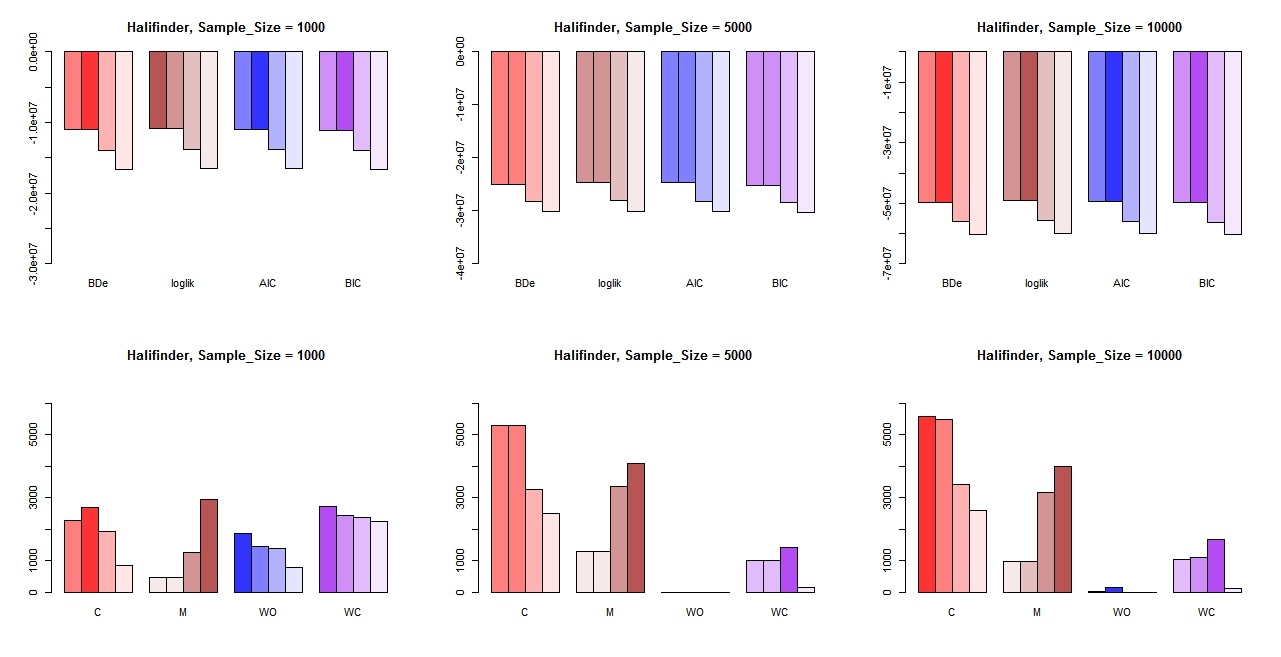 Halifinder, Sample_Size = 1000
0.0e+00
-1.0e+07
-2.0e+07
-3.0e+07
BDe loglik AIC BIC
Halifinder, Sample_Size = 5000
0e+00
-1e+07
-2e+07
-3e+07
-4e+07
BDe loglik AIC BIC
Halifinder, Sample_Size = 10000
-1e+07
-3e+07
-5e+07
-7e+07
BDe loglik AIC BIC
Halifinder, Sample_Size = 1000
5000
3000
1000
0
C M WO WC
Halifinder, Sample_Size = 5000
5000
3000
1000
0
C M WO WC
Halifinder, Sample_Size = 10000
5000
3000
1000
0
C M WO WC